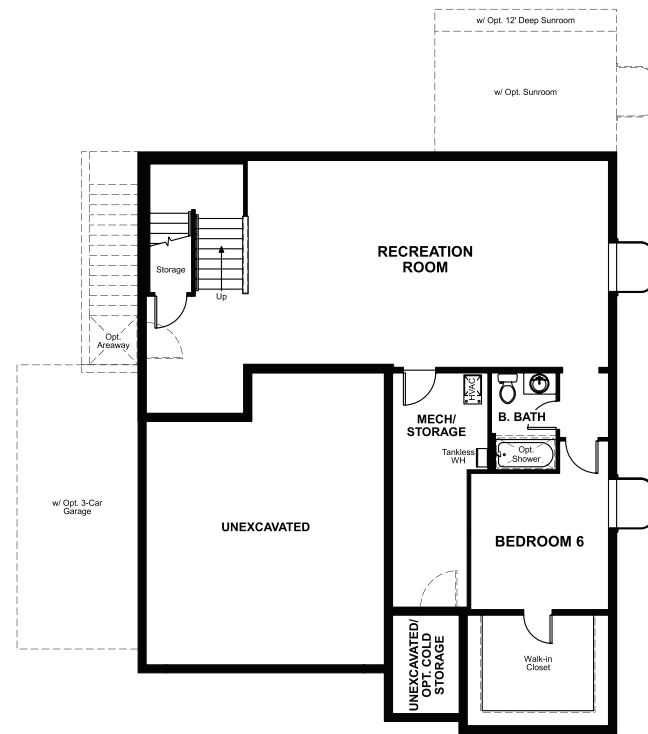 w/ Opt. 12' Deep Sunroom
w/ Opt. Sunroom
RECREATION
ROOM
Storage
Up
Opt.
Areaway
HVAC
B. BATH
MECH/
STORAGE
Tankless
WH
Opt.
Shower
w/ Opt. 3-Car
Garage
UNEXCAVATED
BEDROOM 6
UNEXCAVATED/
OPT. COLD
STORAGE
Walk-in
Closet